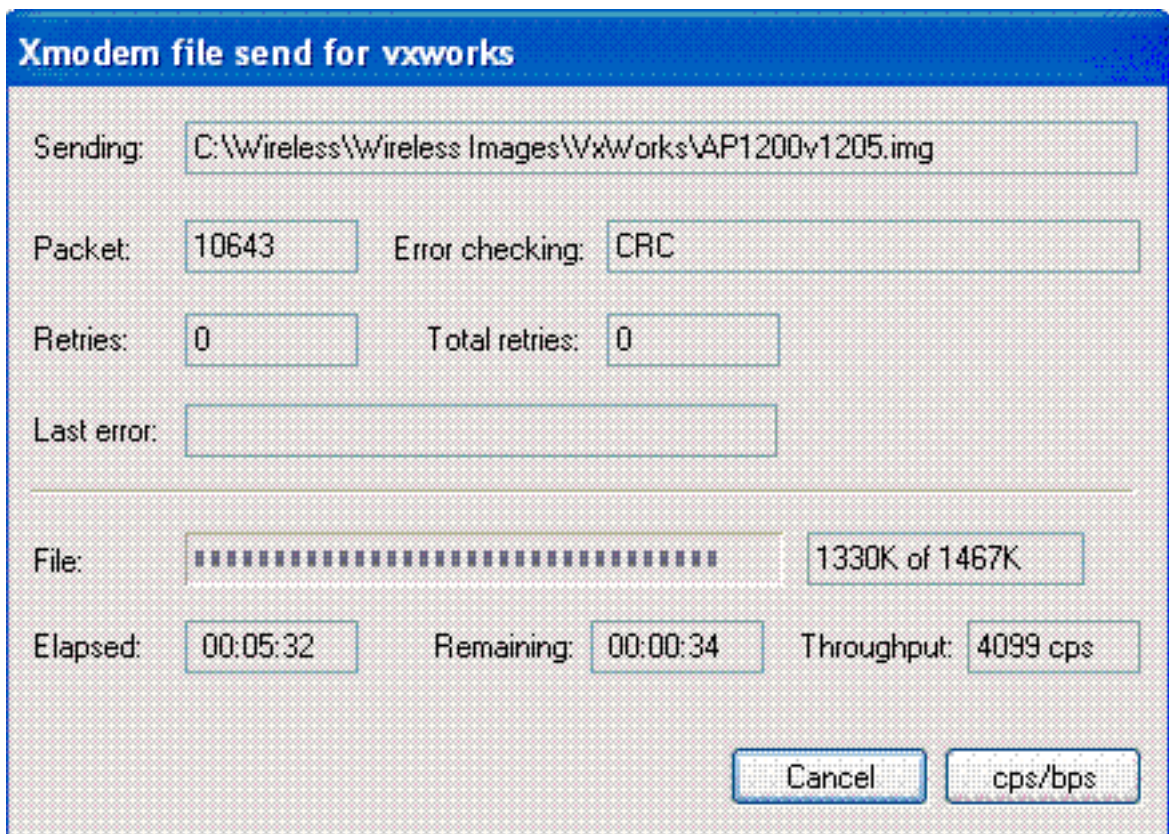 Xmodem file send for vxworks
Sending: C:\Wireless\Wireless Images\VxWorks\AP1200v1205.img
Packet: 10643 Error checking: CRC
Retries: 0 Total retries: 0
Last error:
File: 1330K of 1467K
Elapsed: 00:05:32 Remaining: 00:00:34 Throughput: 4099 cps
Cancel cps/bps